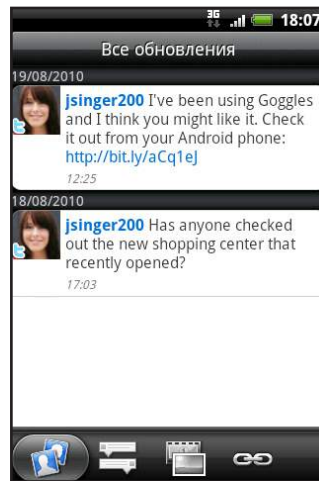 3G 18:07
Все обновления
19/08/2010
jsinger200 I've been using Goggles
and I think you might like it. Check
it out from your Android phone:
http://bit.ly/aCq1eJ
12:25
18/08/2010
jsinger200 Has anyone checked
out the new shopping center that
recently opened?
17:03